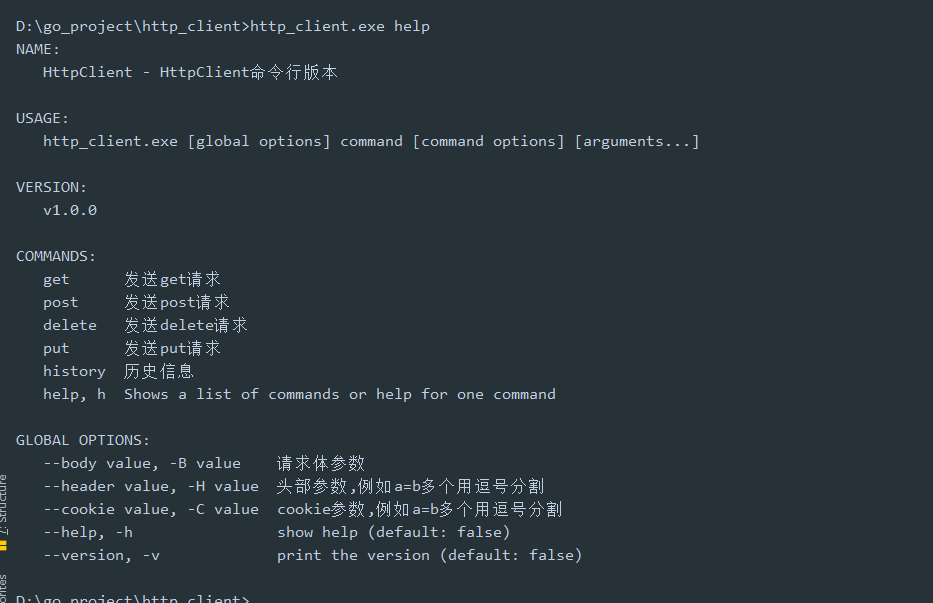 D:\go_project\http_client>http_client.exe help
NAME:
HttpClient - HttpClient命令行版本
USAGE:
http_client.exe [global options] command [command options] [arguments...]
VERSION:
v1.0.0
COMMANDS:
get 发送get请求
post 发送post请求
delete 发送delete请求
put 发送put请求
history 历史信息
help, h Shows a list of commands or help for one command
GLOBAL OPTIONS:
--body value, -B value 请求体参数
--header value, -H value 头部参数,例如a=b多个用逗号分割
--cookie value, -C value cookie参数,例如a=b多个用逗号分割
--help, -h show help (default: false)
--version, -v print the version (default: false)
D:\go_project\http_client>
7: Structure